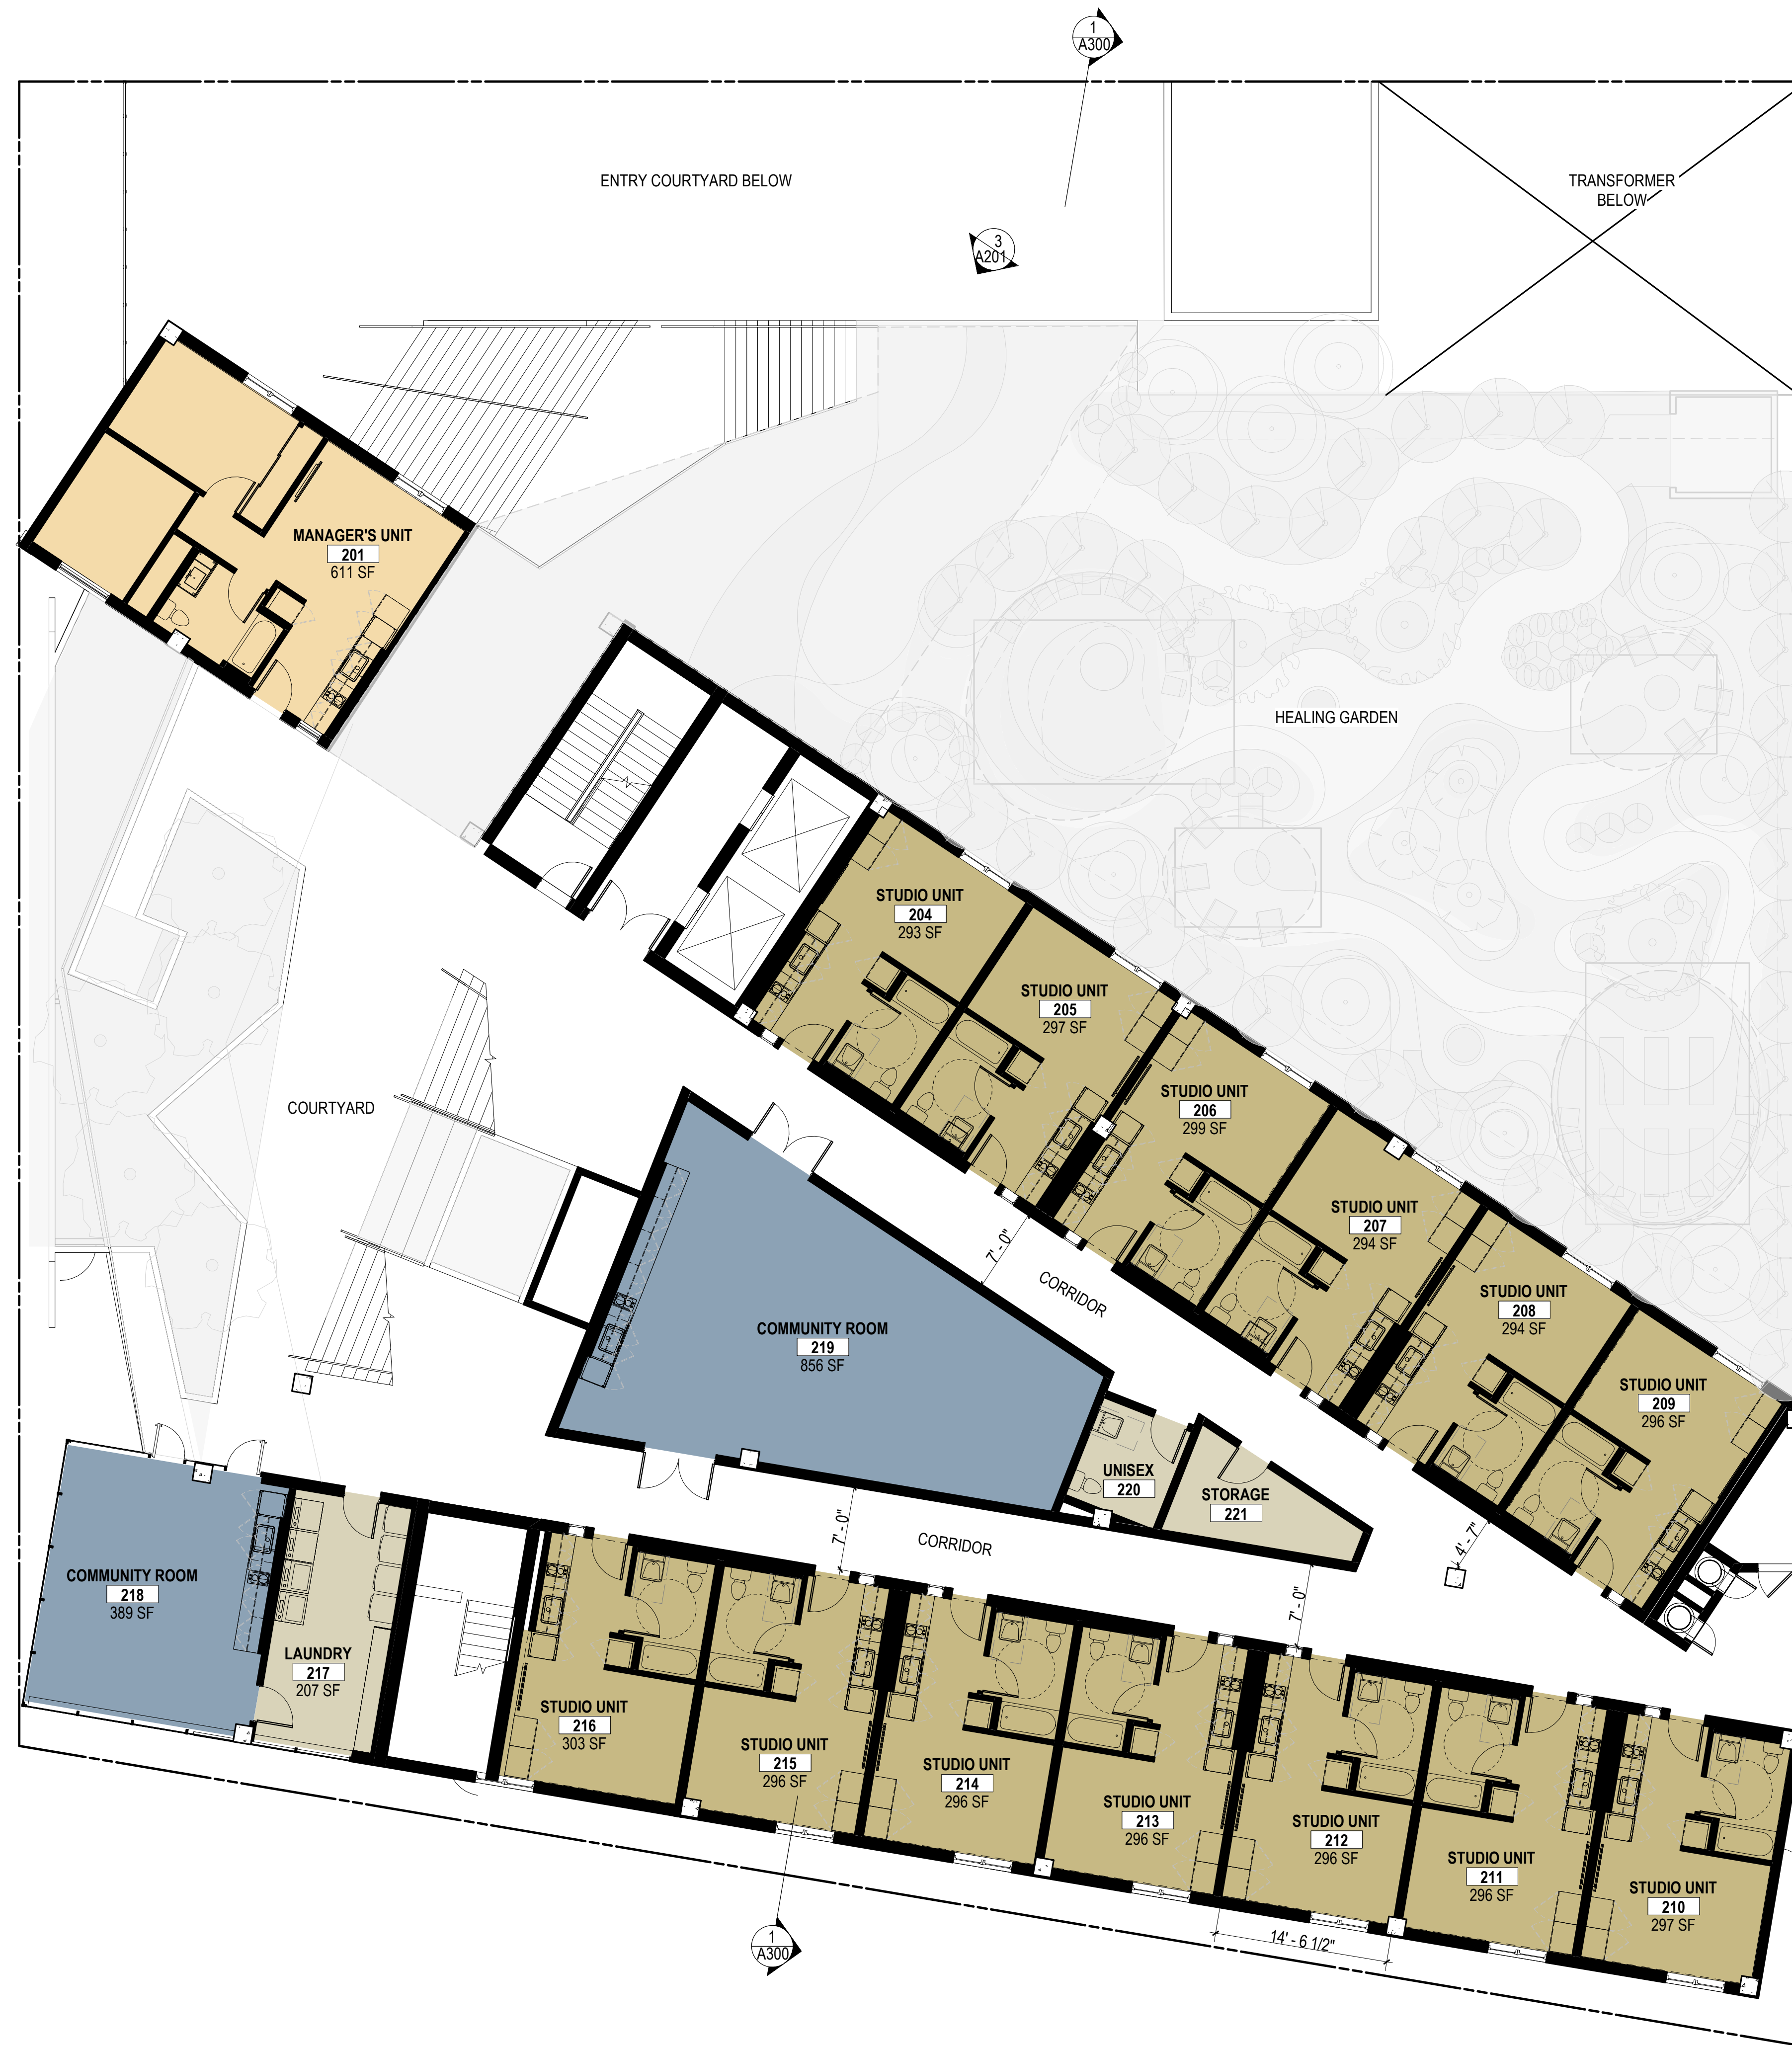 1
A300
ENTRY COURTYARD BELOW
TRANSFORMER
BELOW
3
A201
MANAGER'S UNIT
201
611 SF
HEALING GARDEN
STUDIO UNIT
204
293 SF
STUDIO UNIT
205
297 SF
STUDIO UNIT
206
299 SF
COURTYARD
STUDIO UNIT
207
294 SF
7' - 0"
CORRIDOR
STUDIO UNIT
208
294 SF
COMMUNITY ROOM
219
856 SF
STUDIO UNIT
209
296 SF
UNISEX
220
STORAGE
221
7' - 0"
CORRIDOR
4' - 7"
COMMUNITY ROOM
218
389 SF
7' - 0"
LAUNDRY
217
207 SF
STUDIO UNIT
216
303 SF
STUDIO UNIT
215
296 SF
STUDIO UNIT
214
296 SF
STUDIO UNIT
213
296 SF
STUDIO UNIT
212
296 SF
STUDIO UNIT
211
296 SF
STUDIO UNIT
210
297 SF
14' - 6 1/2"
1
A300